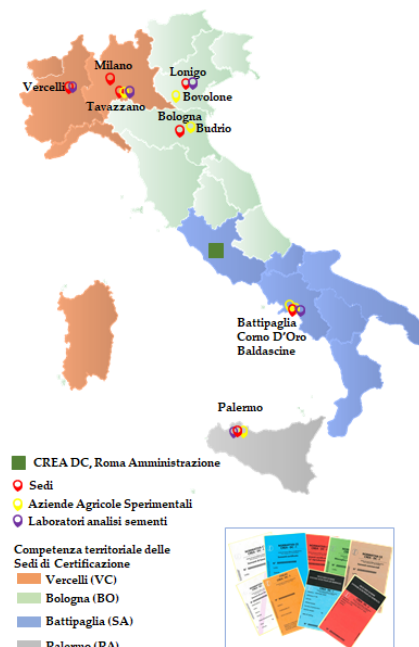 Milano
Lonigo
Vercelli
Bovolone
Tavazzano
Bologna
Budrio
Battipaglia
Corno D'Oro
Baldascine
Palermo
CREA DC, Roma Amministrazione
Sedi
Aziende Agricole Sperimentali
Laboratori analisi sementi
Competenza territoriale delle
Sedi di Certificazione
Vercelli (VC)
Bologna (BO)
Battipaglia (SA)
Palermo (PA)